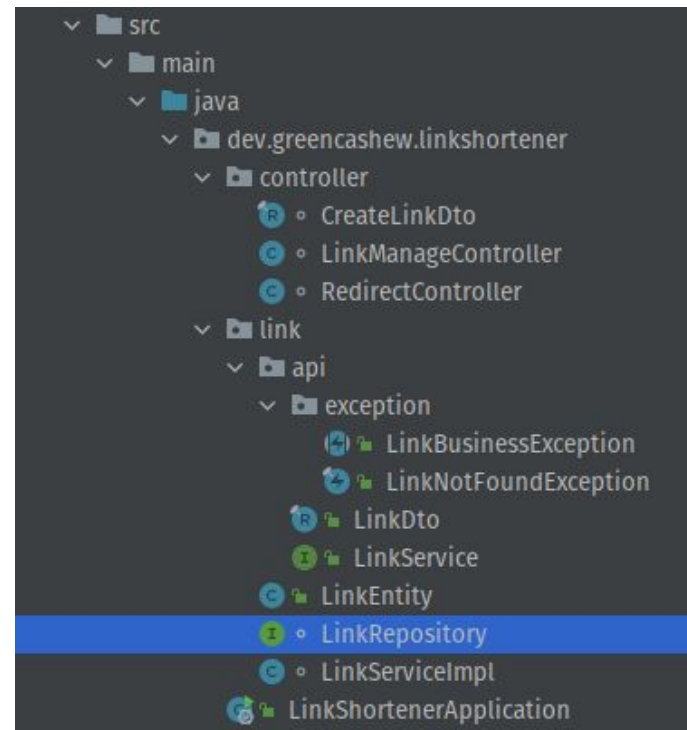 src
main
java
dev.greencashew.linkshortener
controller
CreateLinkDto
LinkManageController
RedirectController
link
api
exception
LinkBusinessException
LinkNotFoundException
LinkDto
LinkService
LinkEntity
LinkRepository
LinkServiceImpl
LinkShortenerApplication